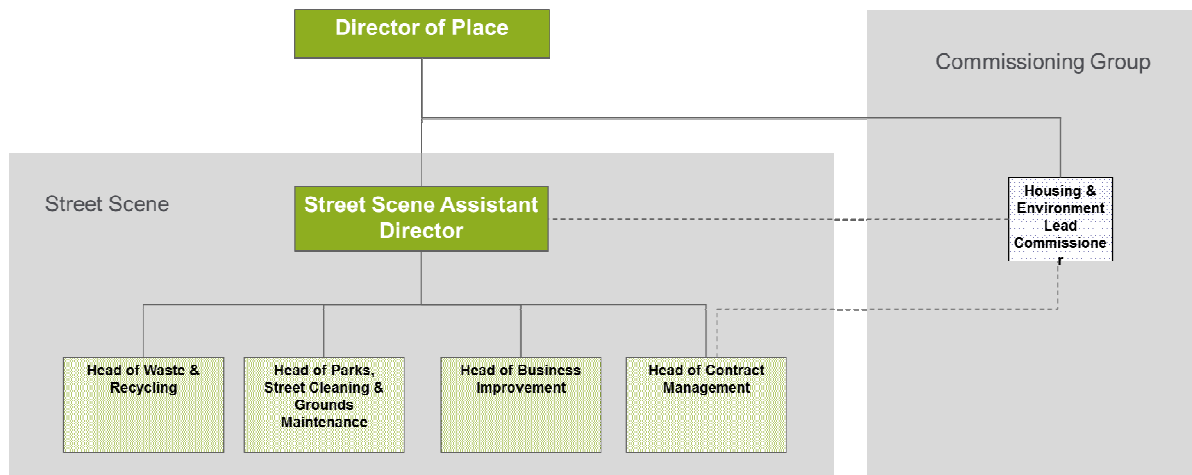 Director of Place
Commissioning Group
Street Scene
Street Scene Assistant
Director
Housing &
Environment
Lead
Commissione
r
Head of Waste &
Recycling
Head of Parks,
Street Cleaning &
Grounds
Maintenance
Head of Business
Improvement
Head of Contract
Management